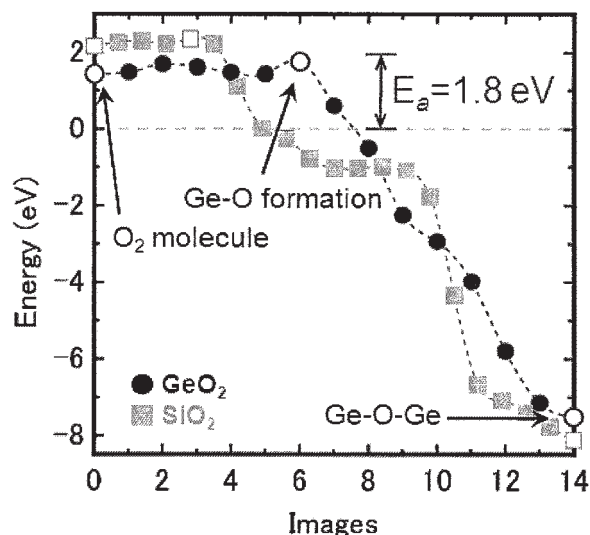 2
0
−2
−4
−6
−8
Energy (eV)
Eₐ=1.8 eV
Ge-O formation
O₂ molecule
GeO₂
SiO₂
Ge-O-Ge
0 2 4 6 8 10 12 14
Images